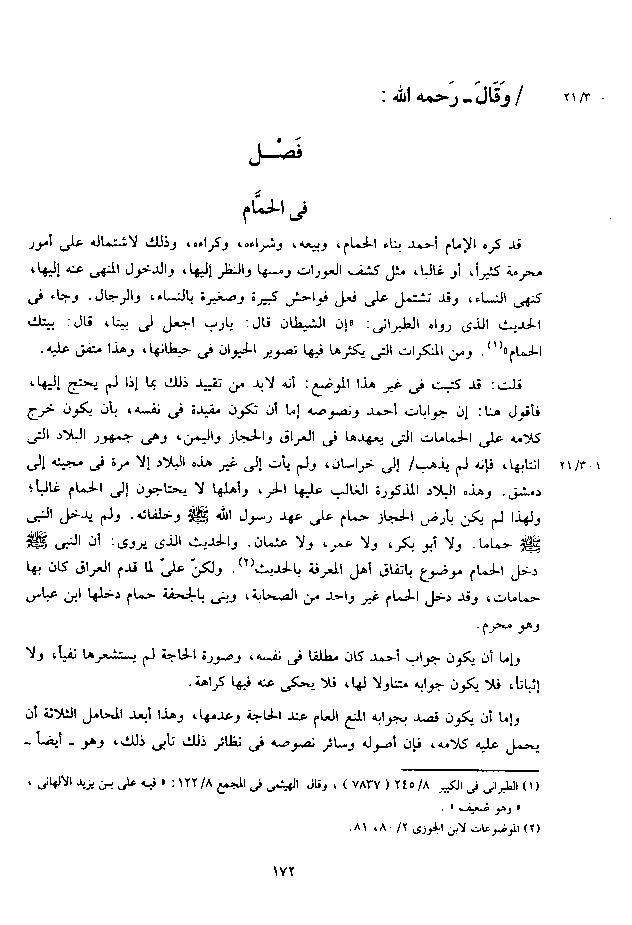 ٢١/٣٠٠ / وَقَالَ ـ رَحمه الله :
فَصْــل
فى الحمَّام
قد كره الإمام أحمد بناء الحمام، وبيعه، وشراءه، وكراءه، وذلك لاشتماله على أمور
محرمة كثيراً، أو غالبا، مثل كشف العورات ومسها والنظر إليها، والدخول المنهى عنه إليها،
كنهى النساء، وقد تشتمل على فعل فواحش كبيرة وصغيرة بالنساء، والرجال. وجاء فى
الحديث الذى رواه الطبرانى: «إن الشيطان قال: يارب اجعل لى بيتا، قال: بيتك
الحمام»(١). ومن المنكرات التى يكثرها فيها تصوير الحيوان فى حيطانها، وهذا متفق عليه.
قلت: قد كتبت فى غير هذا الموضع: أنه لابد من تقييد ذلك بما إذا لم يحتج إليها،
فأقول هنا: إن جوابات أحمد ونصوصه إما أن تكون مقيدة فى نفسه، بأن يكون خرج
كلامه على الحمامات التى يعهدها فى العراق والحجاز واليمن، وهى جمهور البلاد التى
٢١/٣٠١ انتابها، فإنه لم يذهب/ إلى خراسان، ولم يأت إلى غير هذه البلاد إلا مرة فى مجيئه إلى
دمشق. وهذه البلاد المذكورة الغالب عليها الحر، وأهلها لا يحتاجون إلى الحمام غالباً؛
ولهذا لم يكن بأرض الحجاز حمام على عهد رسول الله ﷺ وخلفائه. ولم يدخل النبى
ﷺ حماما. ولا أبو بكر، ولا عمر، ولا عثمان. والحديث الذى يروى: أن النبى ﷺ
دخل الحمام موضوع باتفاق أهل المعرفة بالحديث(٢). ولكنّ علىّ لما قدم العراق كان بها
حمامات، وقد دخل الحمام غير واحد من الصحابة، وبنى بالجحفة حمام دخلها ابن عباس
وهو محرم.
وإما أن يكون جواب أحمد كان مطلقا فى نفسه، وصورة الحاجة لم يستشعرها نفياً، ولا
إثباتاً، فلا يكون جوابه متناولا لها، فلا يحكى عنه فيها كراهة.
وإما أن يكون قصد بجوابه المنع العام عند الحاجة وعدمها، وهذا أبعد المحامل الثلاثة أن
يحمل عليه كلامه، فإن أصوله وسائر نصوصه فى نظائر ذلك تأبى ذلك، وهو ـ أيضاً ـ
(١) الطبرانى فى الكبير ٨/ ٢٤٥ ( ٧٨٣٧ ) ، وقال الهيثمى فى المجمع ٨/ ١٢٢: « فيه على بن يزيد الألهانى ،
« وهو ضعيف » .
(٢) الموضوعات لابن الجوزى ٢/ ٨٠، ٨١.
١٧٢